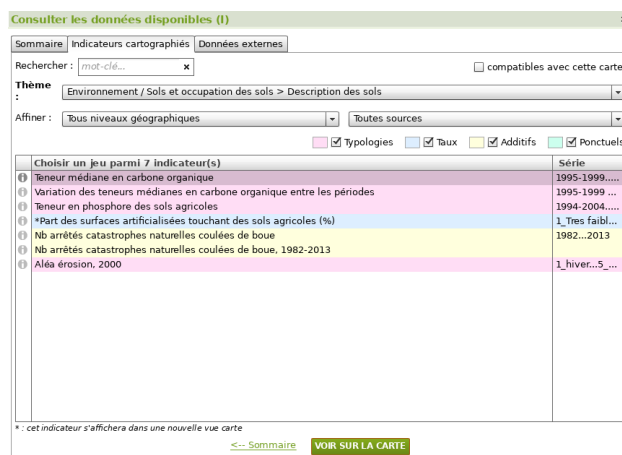 Consulter les données disponibles (I)
Sommaire Indicateurs cartographiés Données externes
Rechercher : mot-clé... × compatibles avec cette carte
Thème : Environnement / Sols et occupation des sols > Description des sols
Affiner : Tous niveaux géographiques Toutes sources
Typologies Taux Additifs Ponctuels
Choisir un jeu parmi 7 indicateur(s) Série
Teneur médiane en carbone organique 1995-1999.....
Variation des teneurs médianes en carbone organique entre les périodes 1995-1999 ...
Teneur en phosphore des sols agricoles 1994-2004.....
*Part des surfaces artificialisées touchant des sols agricoles (%) 1_Tres faibl...
Nb arrêtés catastrophes naturelles coulées de boue 1982...2013
Nb arrêtés catastrophes naturelles coulées de boue, 1982-2013
Aléa érosion, 2000 1_hiver...5_...
* : cet indicateur s'affichera dans une nouvelle vue carte
<-- Sommaire VOIR SUR LA CARTE